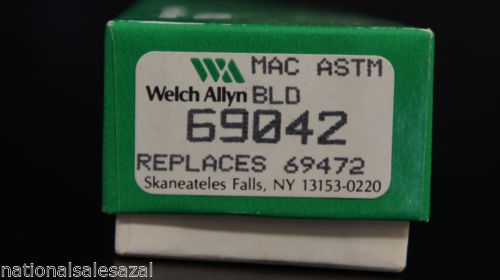 WA MAC ASTM
Welch Allyn BLD
69042
REPLACES 69472
Skaneateles Falls, NY 13153-0220
nationalsalesazal